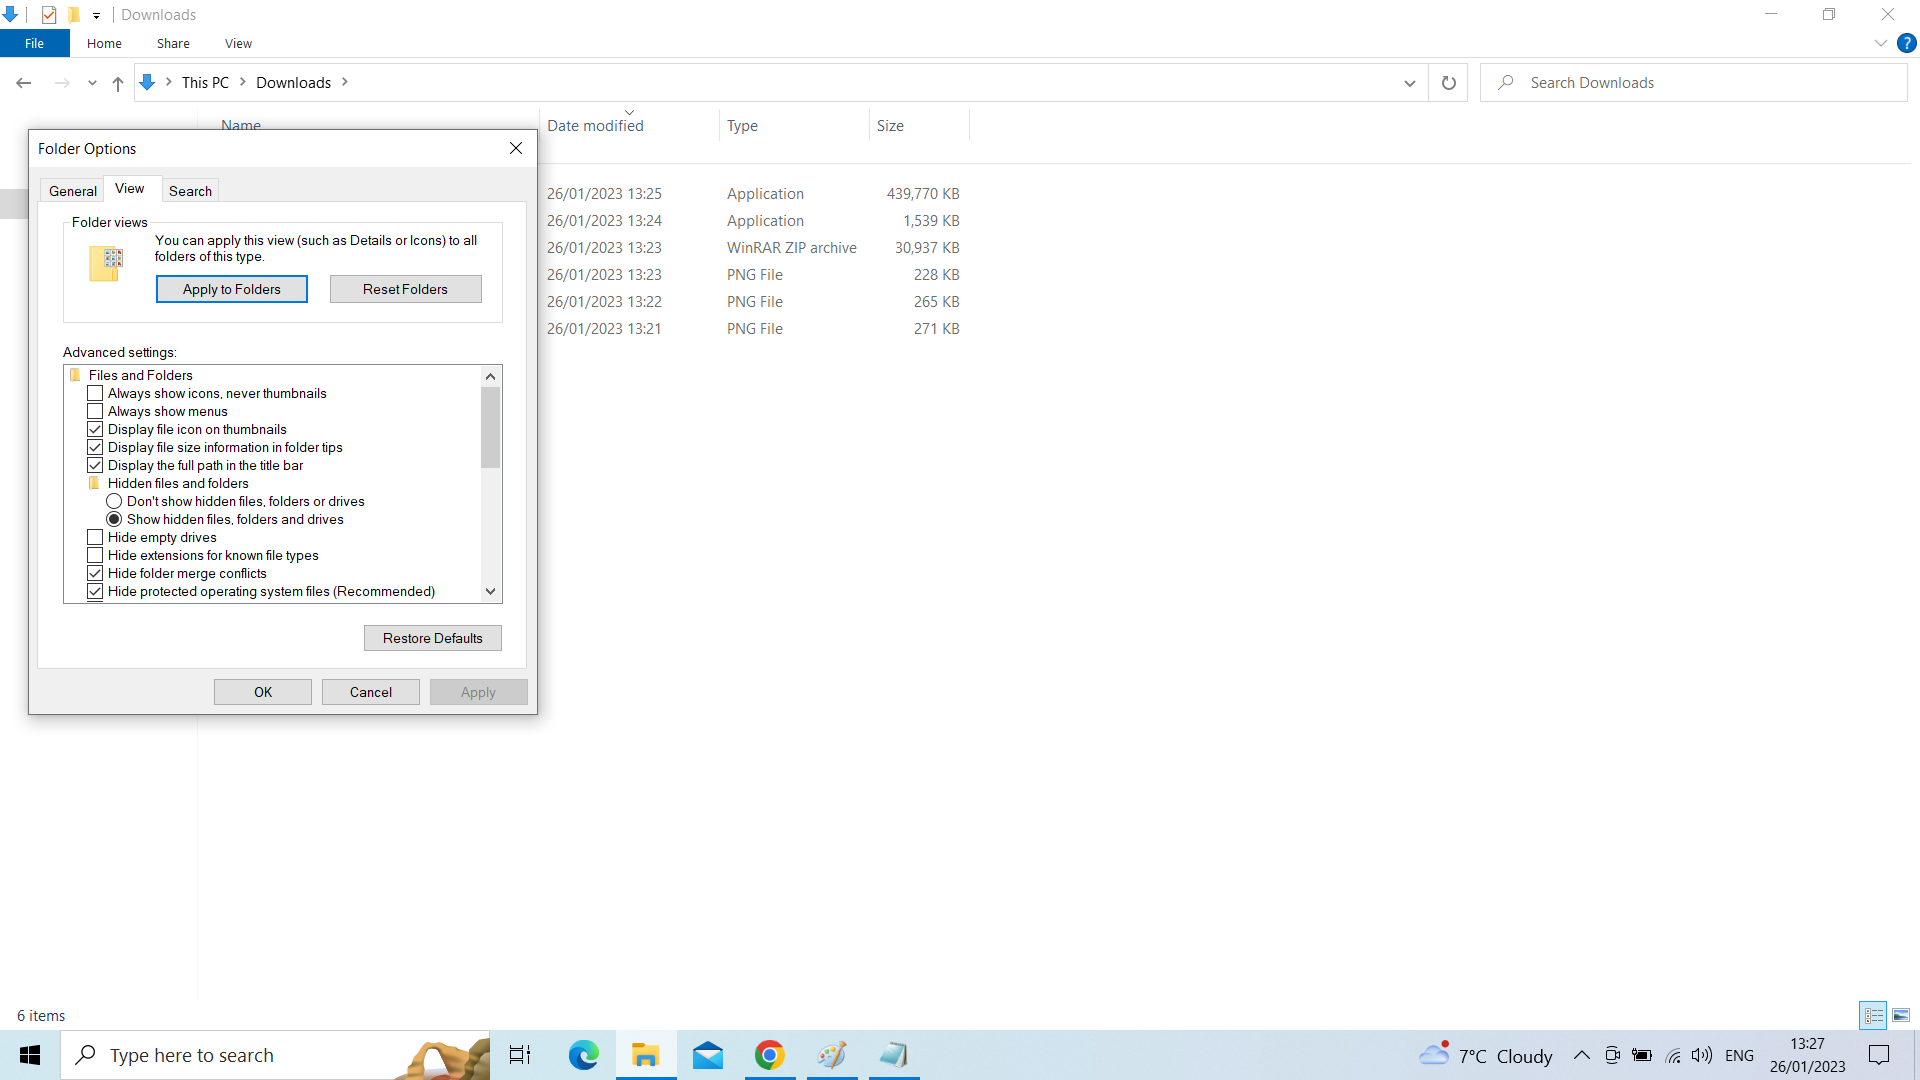 Downloads
File
Home
Share
View
?
This PC
Downloads
Search Downloads
Name
Date modified
Type
Size
26/01/2023 13:25 Application 439,770 KB
26/01/2023 13:24 Application 1,539 KB
26/01/2023 13:23 WinRAR ZIP archive 30,937 KB
26/01/2023 13:23 PNG File 228 KB
26/01/2023 13:22 PNG File 265 KB
26/01/2023 13:21 PNG File 271 KB
Folder Options
General
View
Search
Folder views
You can apply this view (such as Details or Icons) to all
folders of this type.
Apply to Folders
Reset Folders
Advanced settings:
Files and Folders
Always show icons, never thumbnails
Always show menus
Display file icon on thumbnails
Display file size information in folder tips
Display the full path in the title bar
Hidden files and folders
Don't show hidden files, folders or drives
Show hidden files, folders and drives
Hide empty drives
Hide extensions for known file types
Hide folder merge conflicts
Hide protected operating system files (Recommended)
Restore Defaults
OK
Cancel
Apply
6 items
Type here to search
7°C Cloudy
ENG
13:27
26/01/2023